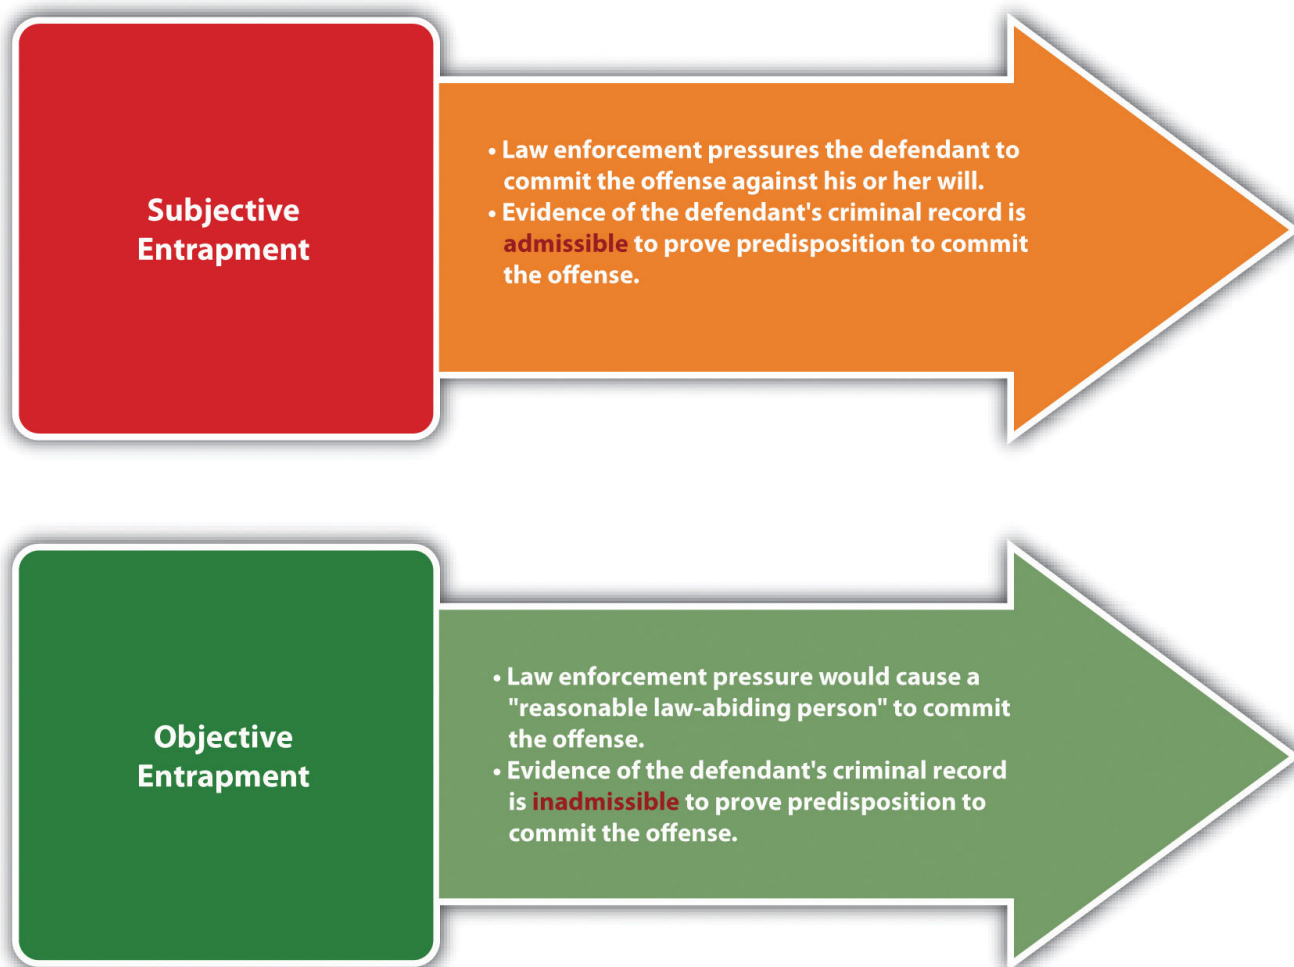 Subjective
Entrapment
• Law enforcement pressures the defendant to
commit the offense against his or her will.
• Evidence of the defendant's criminal record is
admissible to prove predisposition to commit
the offense.
Objective
Entrapment
• Law enforcement pressure would cause a
"reasonable law-abiding person" to commit
the offense.
• Evidence of the defendant's criminal record
is inadmissible to prove predisposition to
commit the offense.